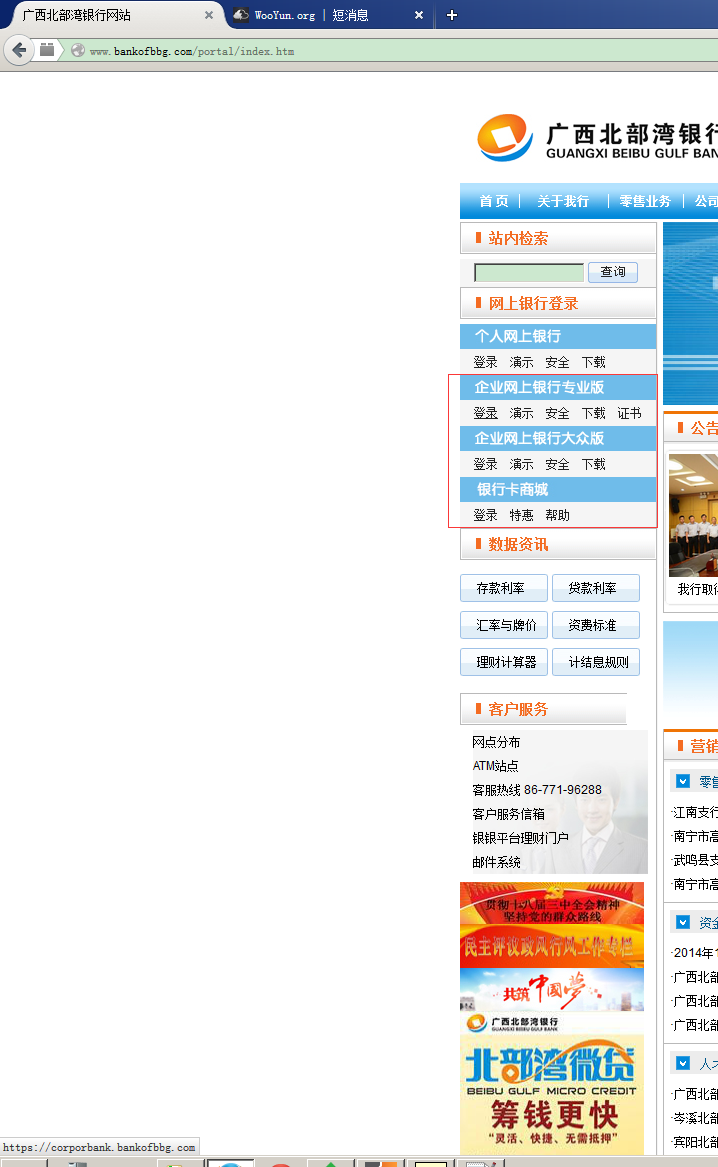 广西北部湾银行网站
WooYun.org | 短消息
www.bankofbbg.com/portal/index.htm
广西北部湾银行
GUANGXI BEIBU GULF BAN
首 页 关于我行 零售业务 公司
站内检索
查询
网上银行登录
个人网上银行
登录 演示 安全 下载
企业网上银行专业版
登录 演示 安全 下载 证书
企业网上银行大众版
登录 演示 安全 下载
银行卡商城
登录 特惠 帮助
数据资讯
存款利率 贷款利率
汇率与牌价 资费标准
理财计算器 计结息规则
客户服务
网点分布
ATM站点
客服热线 86-771-96288
客户服务信箱
银银平台理财门户
邮件系统
贯彻十八届三中全会精神
坚持党的群众路线
民主评议政风行风工作专栏
共筑中國夢
广西北部湾银行
GUANGXI BEIBU GULF BANK
北部湾微贷
BEIBU GULF MICRO CREDIT
筹钱更快
“灵活、快捷、无需抵押”
公告
我行取得
营销
零售
·江南支行
·南宁市高
·武鸣县支
·南宁市高
资金
·2014年1
·广西北部
·广西北部
·广西北部
人才
·广西北部
·岑溪北部
·宾阳北部
https://corporbank.bankofbbg.com